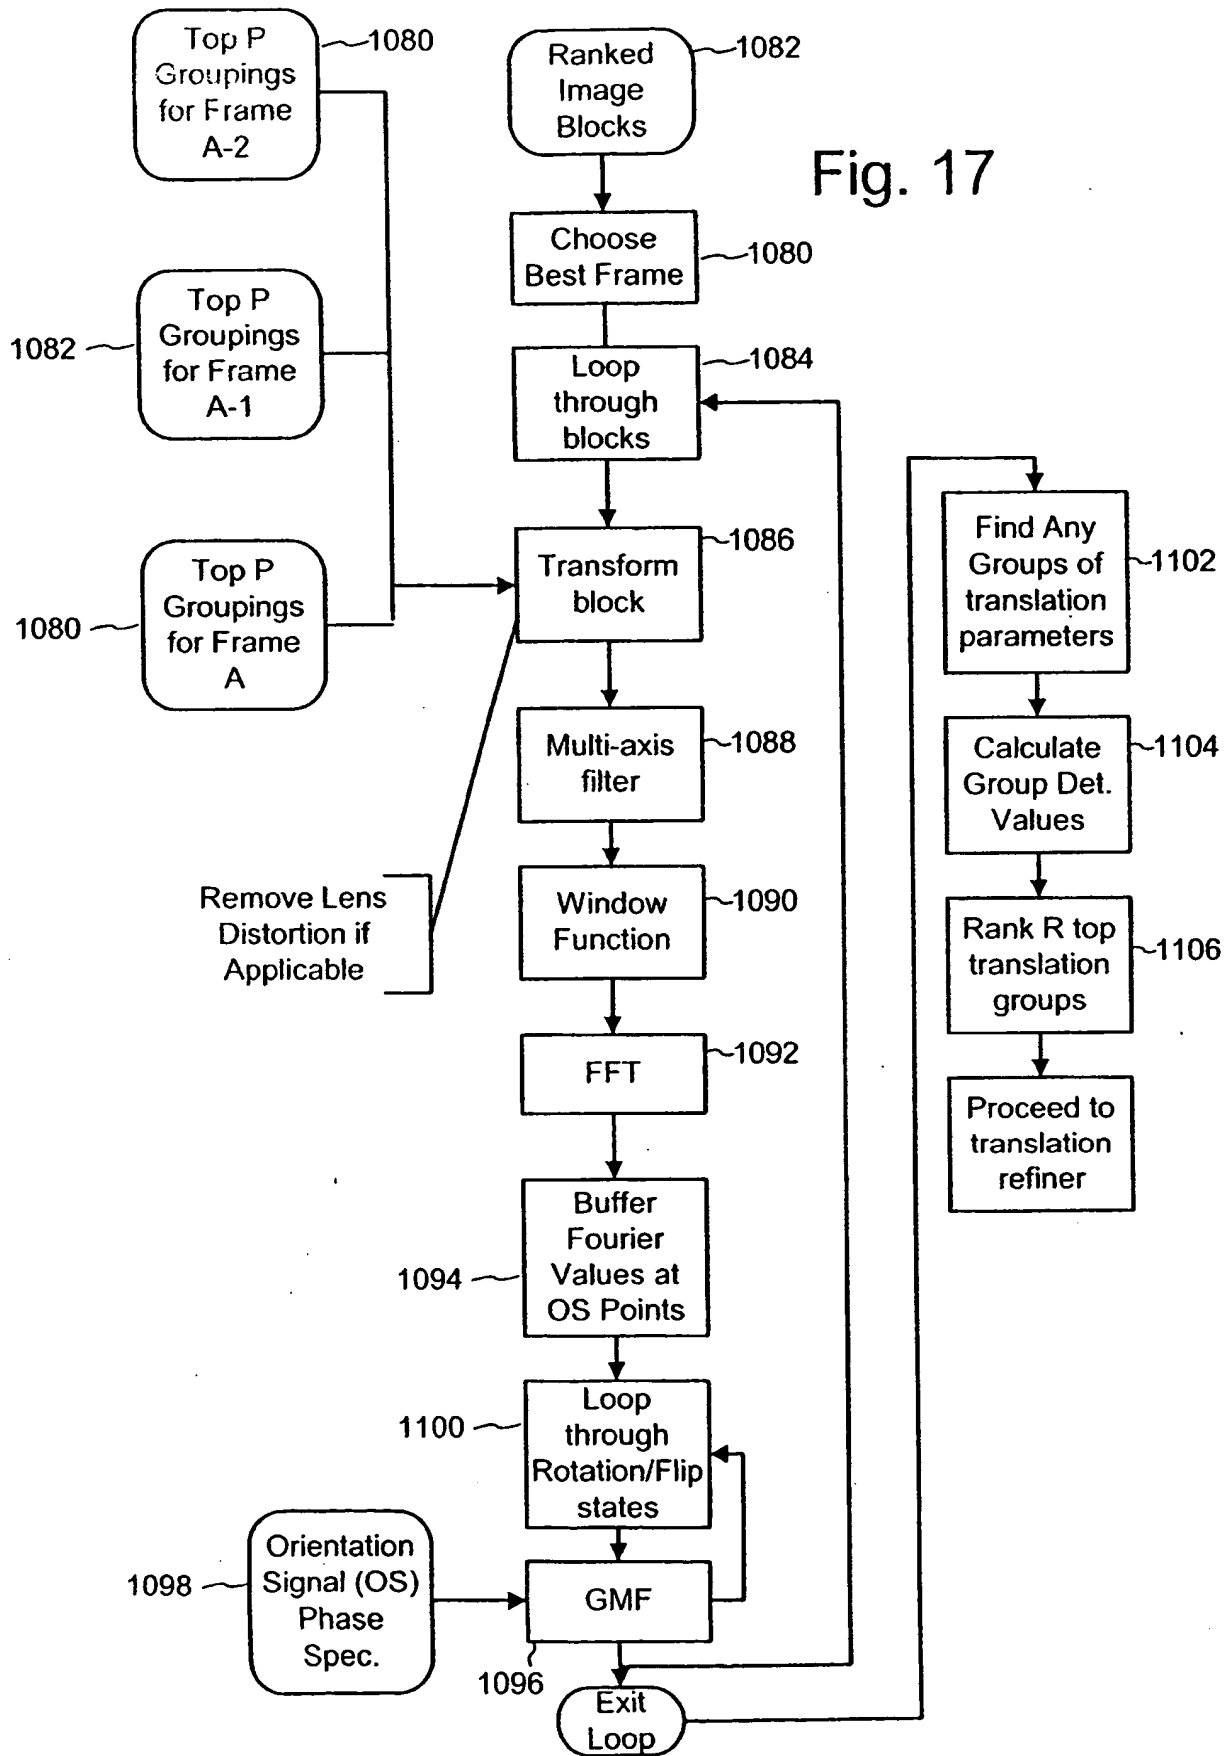 Top P
Groupings
for Frame
A-2
1080
Ranked
Image
Blocks
1082
Fig. 17
Choose
Best Frame
1080
Top P
Groupings
for Frame
A-1
1082
Loop
through
blocks
1084
Top P
Groupings
for Frame
A
1080
Transform
block
1086
Multi-axis
filter
1088
Remove Lens
Distortion if
Applicable
Window
Function
1090
FFT
1092
Buffer
Fourier
Values at
OS Points
1094
Loop
through
Rotation/Flip
states
1100
Orientation
Signal (OS)
Phase
Spec.
1098
GMF
1096
Exit
Loop
Find Any
Groups of
translation
parameters
1102
Calculate
Group Det.
Values
1104
Rank R top
translation
groups
1106
Proceed to
translation
refiner